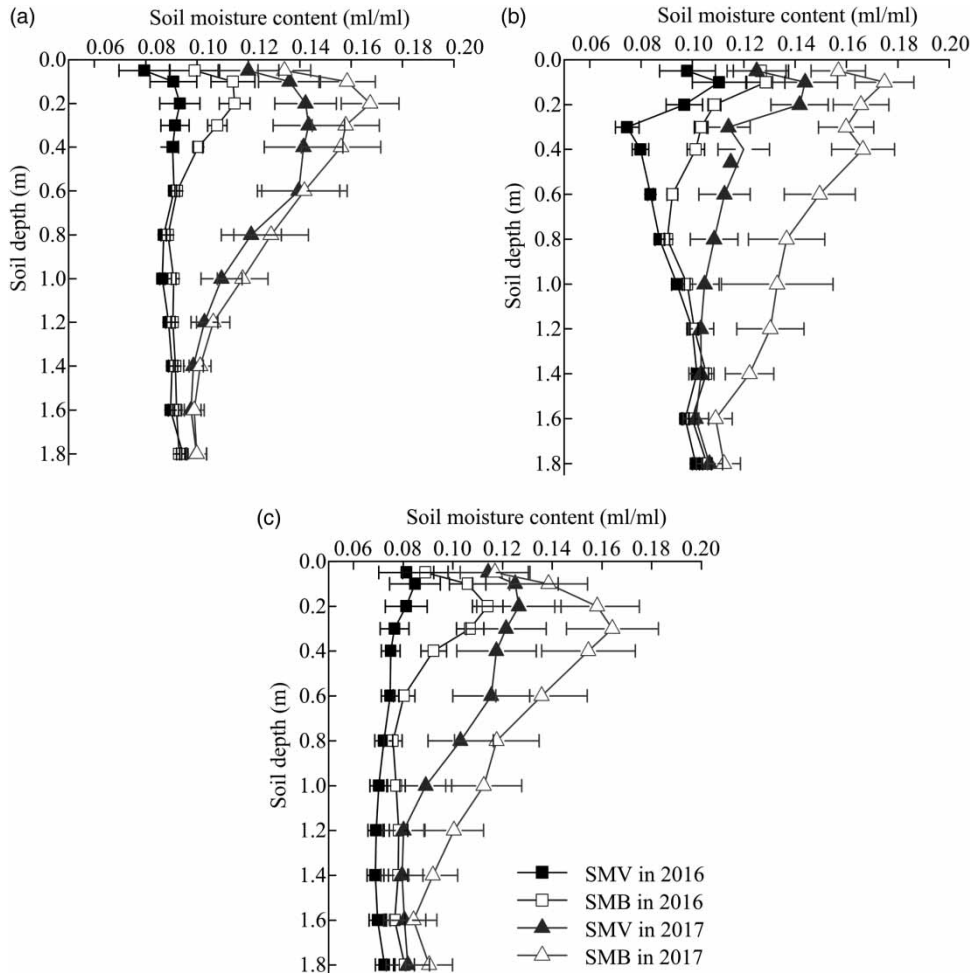 (a)
Soil moisture content (ml/ml)
0.06 0.08 0.10 0.12 0.14 0.16 0.18 0.20
Soil depth (m)
0.0
0.2
0.4
0.6
0.8
1.0
1.2
1.4
1.6
1.8
(b)
Soil moisture content (ml/ml)
0.06 0.08 0.10 0.12 0.14 0.16 0.18 0.20
Soil depth (m)
0.0
0.2
0.4
0.6
0.8
1.0
1.2
1.4
1.6
1.8
(c)
Soil moisture content (ml/ml)
0.06 0.08 0.10 0.12 0.14 0.16 0.18 0.20
Soil depth (m)
0.0
0.2
0.4
0.6
0.8
1.0
1.2
1.4
1.6
1.8
SMV in 2016
SMB in 2016
SMV in 2017
SMB in 2017